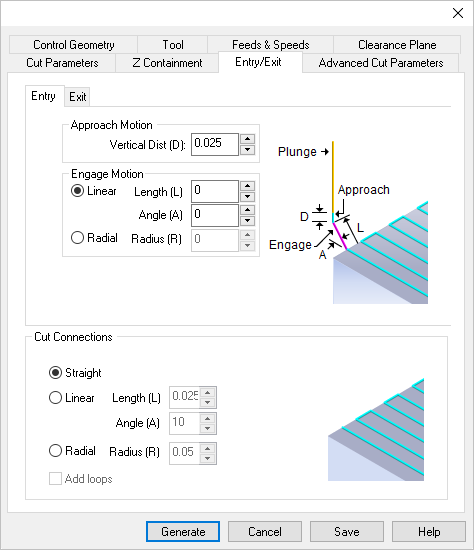 Control Geometry Tool Feeds & Speeds Clearance Plane
Cut Parameters Z Containment Entry/Exit Advanced Cut Parameters
Entry Exit
Approach Motion
Vertical Dist (D): 0.025
Engage Motion
Linear Length (L) 0
Angle (A) 0
Radial Radius (R) 0
Plunge
Approach
D
L
Engage
A
Cut Connections
Straight
Linear Length (L) 0.025
Angle (A) 10
Radial Radius (R) 0.05
Add loops
Generate Cancel Save Help